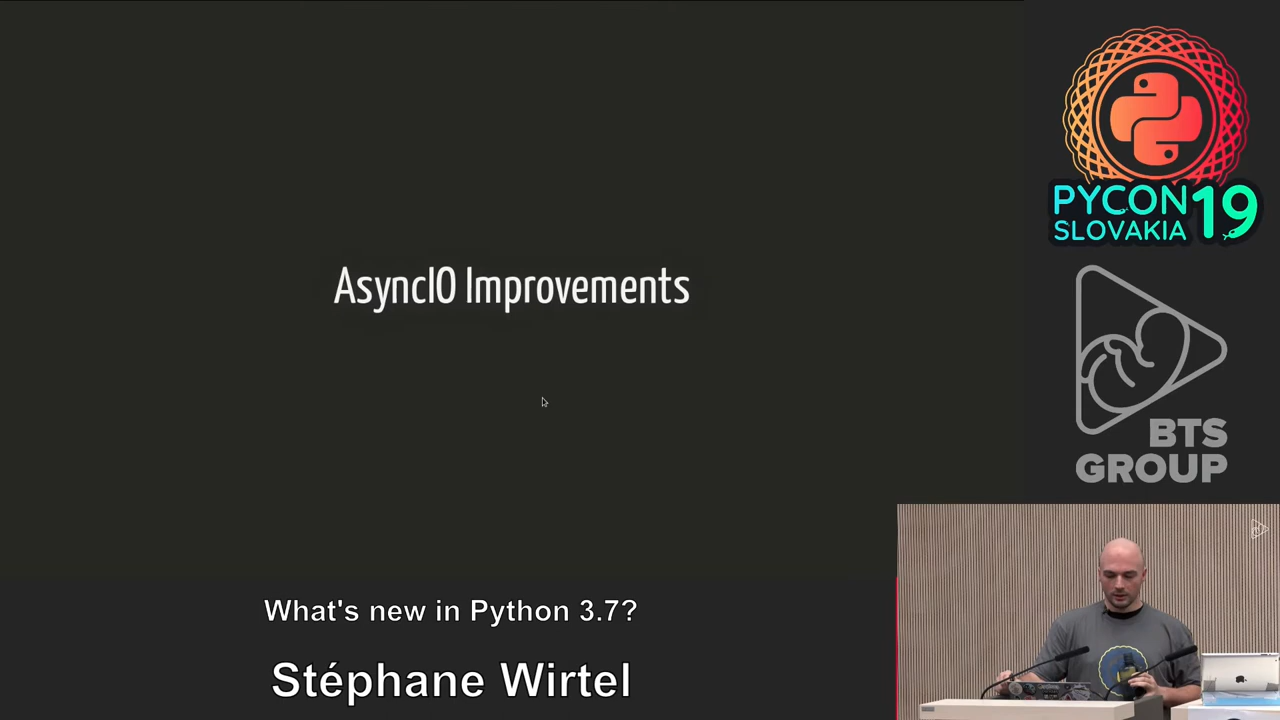 AsyncIO Improvements
PYCON 19
SLOVAKIA
BTS
GROUP
What's new in Python 3.7?
Stéphane Wirtel